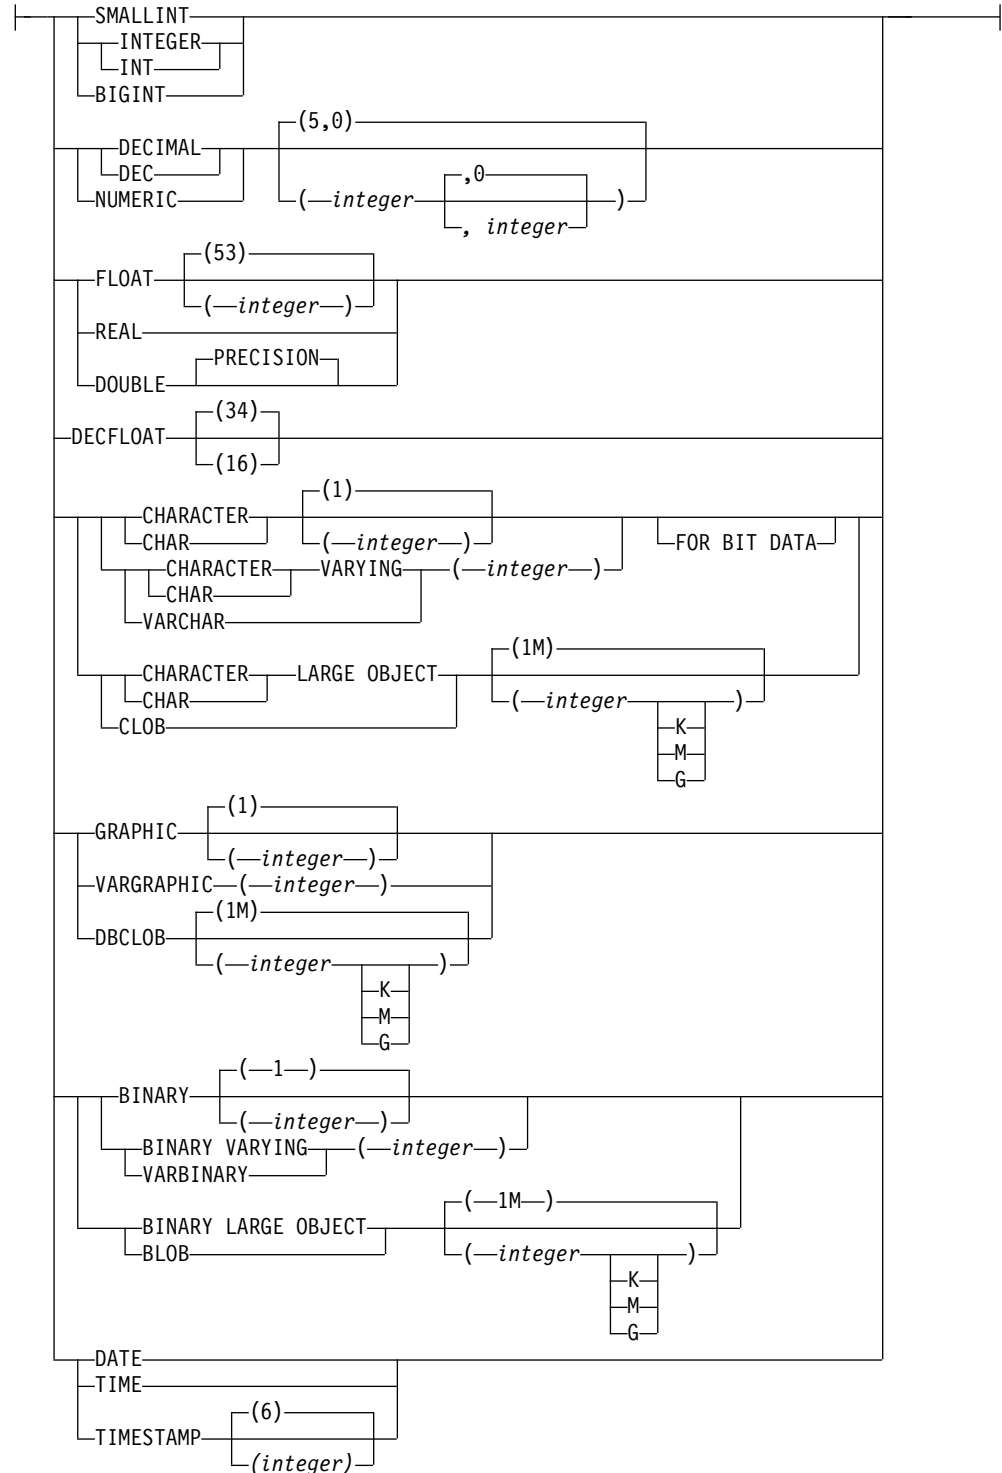 SMALLINT
INTEGER
INT
BIGINT
(5,0)
DECIMAL
DEC
NUMERIC
,0
( integer )
, integer
(53)
FLOAT
( integer )
REAL
PRECISION
DOUBLE
(34)
DECFLOAT
(16)
(1)
CHARACTER
CHAR
( integer )
FOR BIT DATA
CHARACTER VARYING ( integer )
CHAR
VARCHAR
(1M)
CHARACTER LARGE OBJECT
CHAR
( integer )
CLOB
K
M
G
(1)
GRAPHIC
( integer )
VARGRAPHIC ( integer )
(1M)
DBCLOB
( integer )
K
M
G
( 1 )
BINARY
( integer )
BINARY VARYING ( integer )
VARBINARY
( 1M )
BINARY LARGE OBJECT
BLOB
( integer )
K
M
G
DATE
TIME
(6)
TIMESTAMP
(integer)